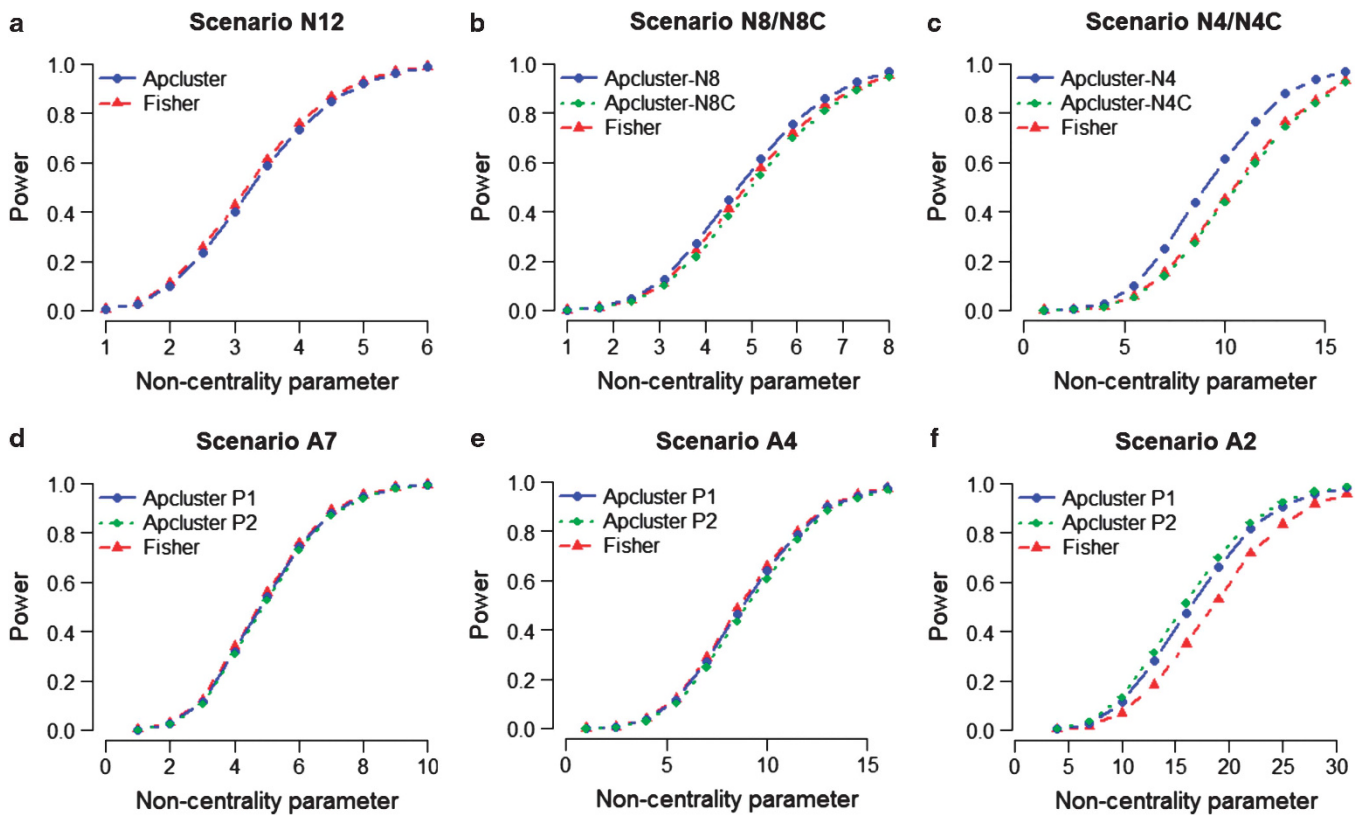 a Scenario N12
Apcluster
Fisher
Power
1.0
0.8
0.6
0.4
0.2
0.0
1 2 3 4 5 6
Non-centrality parameter
b Scenario N8/N8C
Apcluster-N8
Apcluster-N8C
Fisher
Power
1.0
0.8
0.6
0.4
0.2
0.0
1 2 3 4 5 6 7 8
Non-centrality parameter
c Scenario N4/N4C
Apcluster-N4
Apcluster-N4C
Fisher
Power
1.0
0.8
0.6
0.4
0.2
0.0
0 5 10 15
Non-centrality parameter
d Scenario A7
Apcluster P1
Apcluster P2
Fisher
Power
1.0
0.8
0.6
0.4
0.2
0.0
0 2 4 6 8 10
Non-centrality parameter
e Scenario A4
Apcluster P1
Apcluster P2
Fisher
Power
1.0
0.8
0.6
0.4
0.2
0.0
0 5 10 15
Non-centrality parameter
f Scenario A2
Apcluster P1
Apcluster P2
Fisher
Power
1.0
0.8
0.6
0.4
0.2
0.0
0 5 10 15 20 25 30
Non-centrality parameter